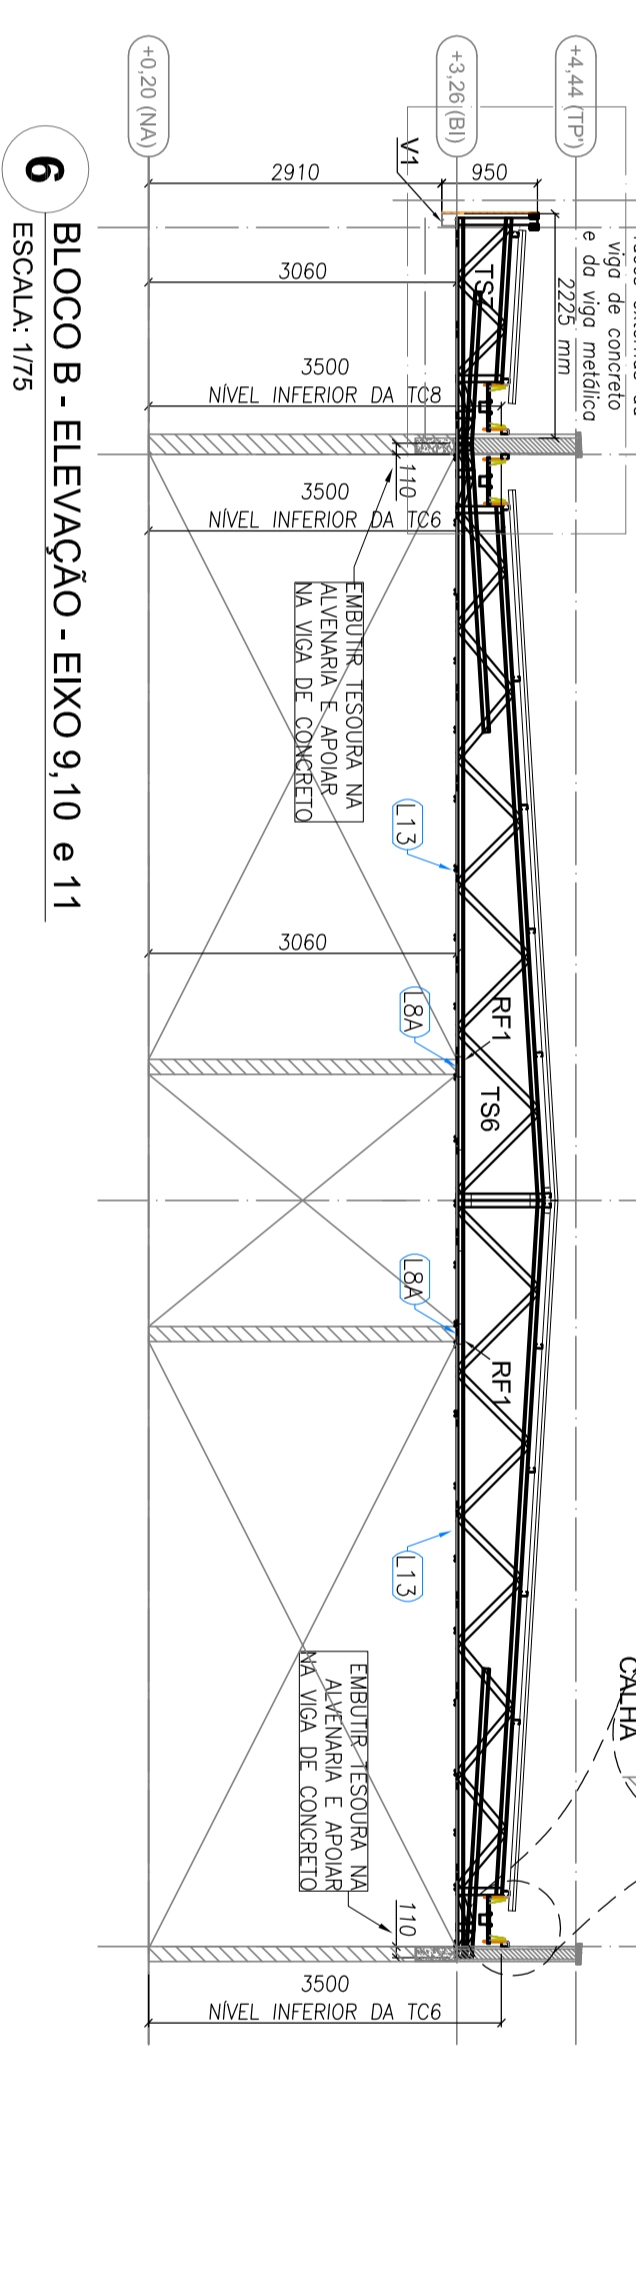 +4,44 (TP')
+3,26 (BI)
+0,20 (NA)
viga de concreto
e da viga metálica
2225 mm
950
2910
V1
TS7
3060
3500
NÍVEL INFERIOR DA TC8
110
3500
NÍVEL INFERIOR DA TC6
EMBUTIR TESOURA NA
ALVENARIA E APOIAR
NA VIGA DE CONCRETO
L13
3060
L8A
RF1
TS6
L8A
RF1
L13
CALHA
EMBUTIR TESOURA NA
ALVENARIA E APOIAR
NA VIGA DE CONCRETO
110
3500
NÍVEL INFERIOR DA TC6
6
BLOCO B - ELEVAÇÃO - EIXO 9,10 e 11
ESCALA: 1/75